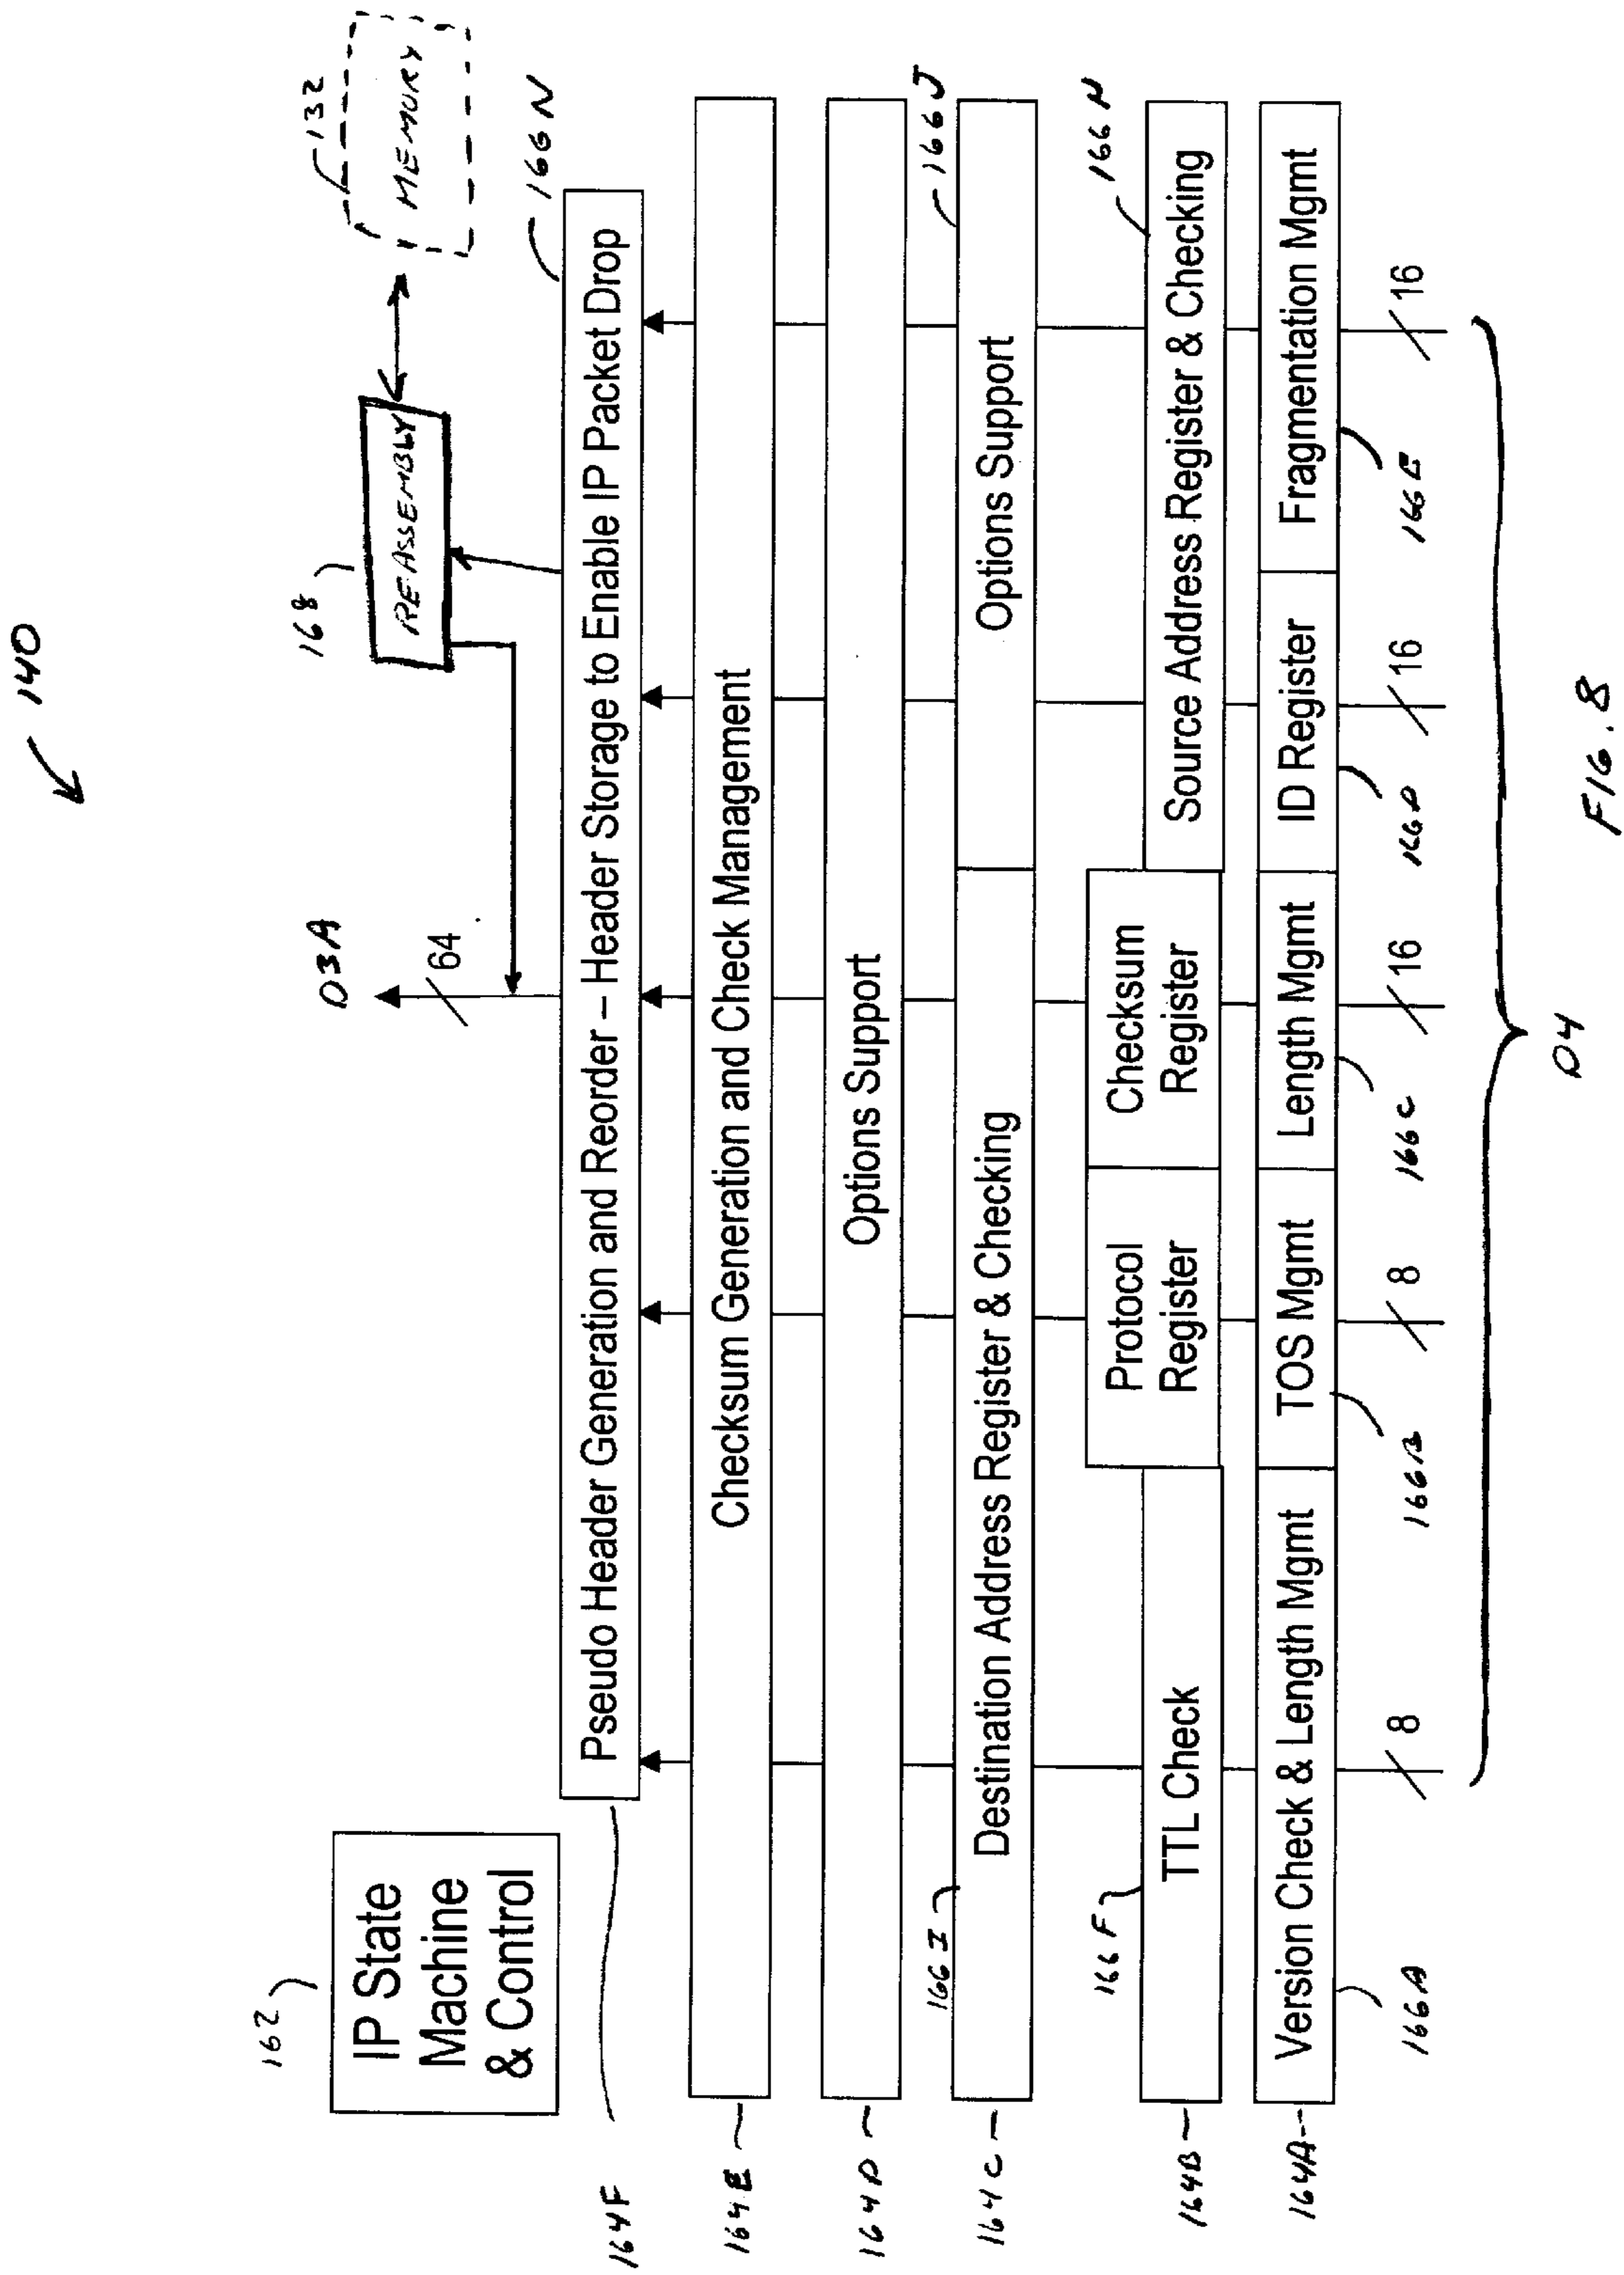 140
162
IP State
Machine
& Control
D3A
64
168
REASSEMBLY
132
MEMORY
164F
Pseudo Header Generation and Reorder – Header Storage to Enable IP Packet Drop
166N
164E
Checksum Generation and Check Management
164D
Options Support
164C
166I
Destination Address Register & Checking
Options Support
166J
164B
166F
TTL Check
Protocol
Register
Checksum
Register
Source Address Register & Checking
166H
164A
Version Check & Length Mgmt
TOS Mgmt
Length Mgmt
ID Register
Fragmentation Mgmt
166A
8
166B
8
166C
16
166D
16
166E
16
D4
FIG. 8